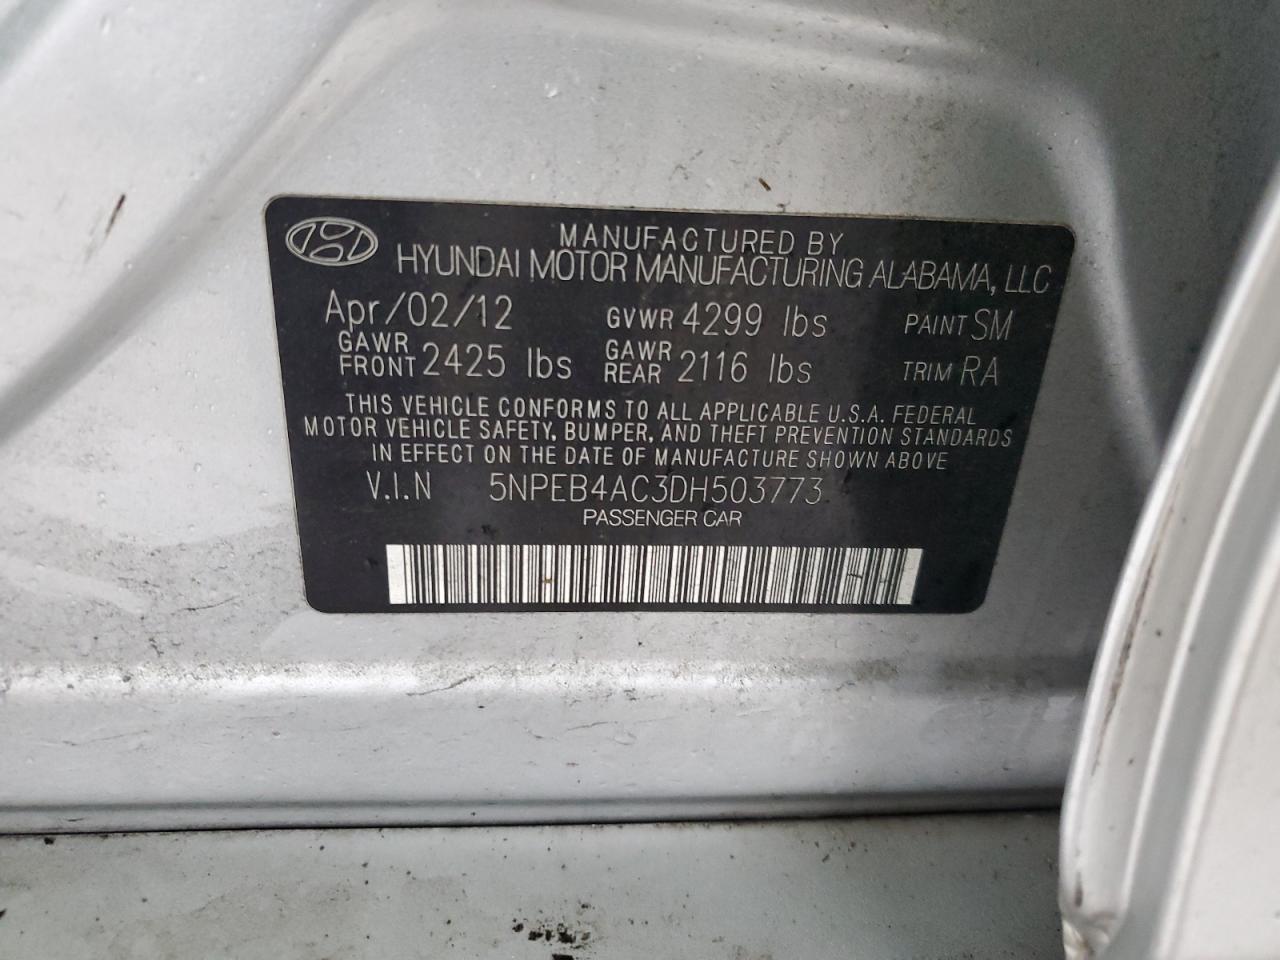 MANUFACTURED BY
HYUNDAI MOTOR MANUFACTURING ALABAMA, LLC
Apr/02/12 GVWR 4299 lbs PAINT SM
GAWR FRONT 2425 lbs GAWR REAR 2116 lbs TRIM RA
THIS VEHICLE CONFORMS TO ALL APPLICABLE U.S.A. FEDERAL
MOTOR VEHICLE SAFETY, BUMPER, AND THEFT PREVENTION STANDARDS
IN EFFECT ON THE DATE OF MANUFACTURE SHOWN ABOVE
V.I.N 5NPEB4AC3DH503773
PASSENGER CAR